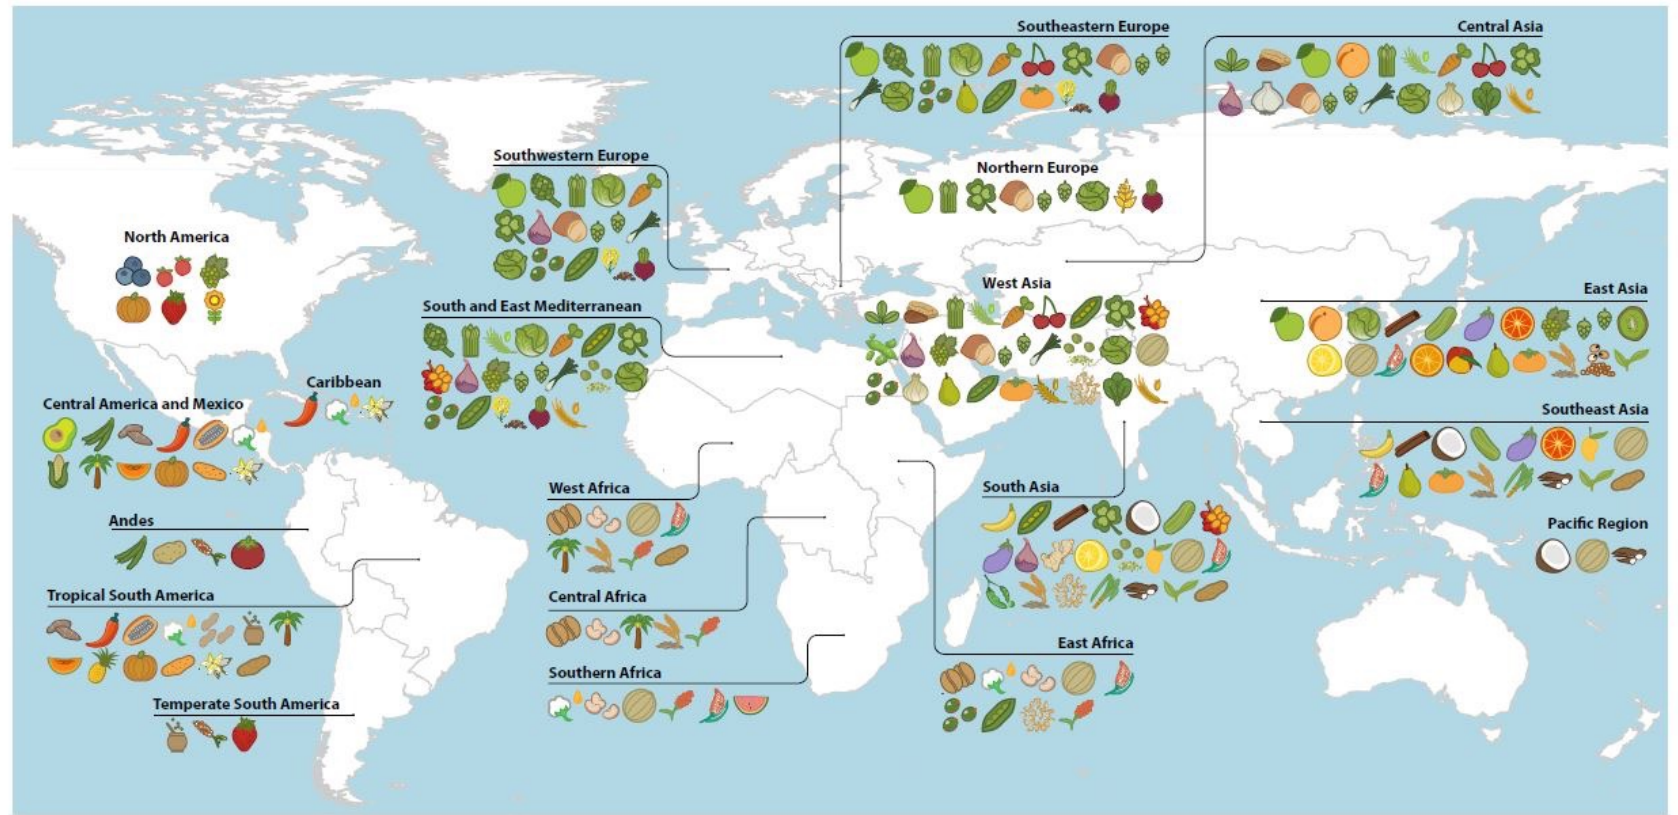 Southeastern Europe
Central Asia
Southwestern Europe
Northern Europe
North America
West Asia
East Asia
South and East Mediterranean
Caribbean
Central America and Mexico
Southeast Asia
West Africa
South Asia
Andes
Pacific Region
Tropical South America
Central Africa
East Africa
Southern Africa
Temperate South America